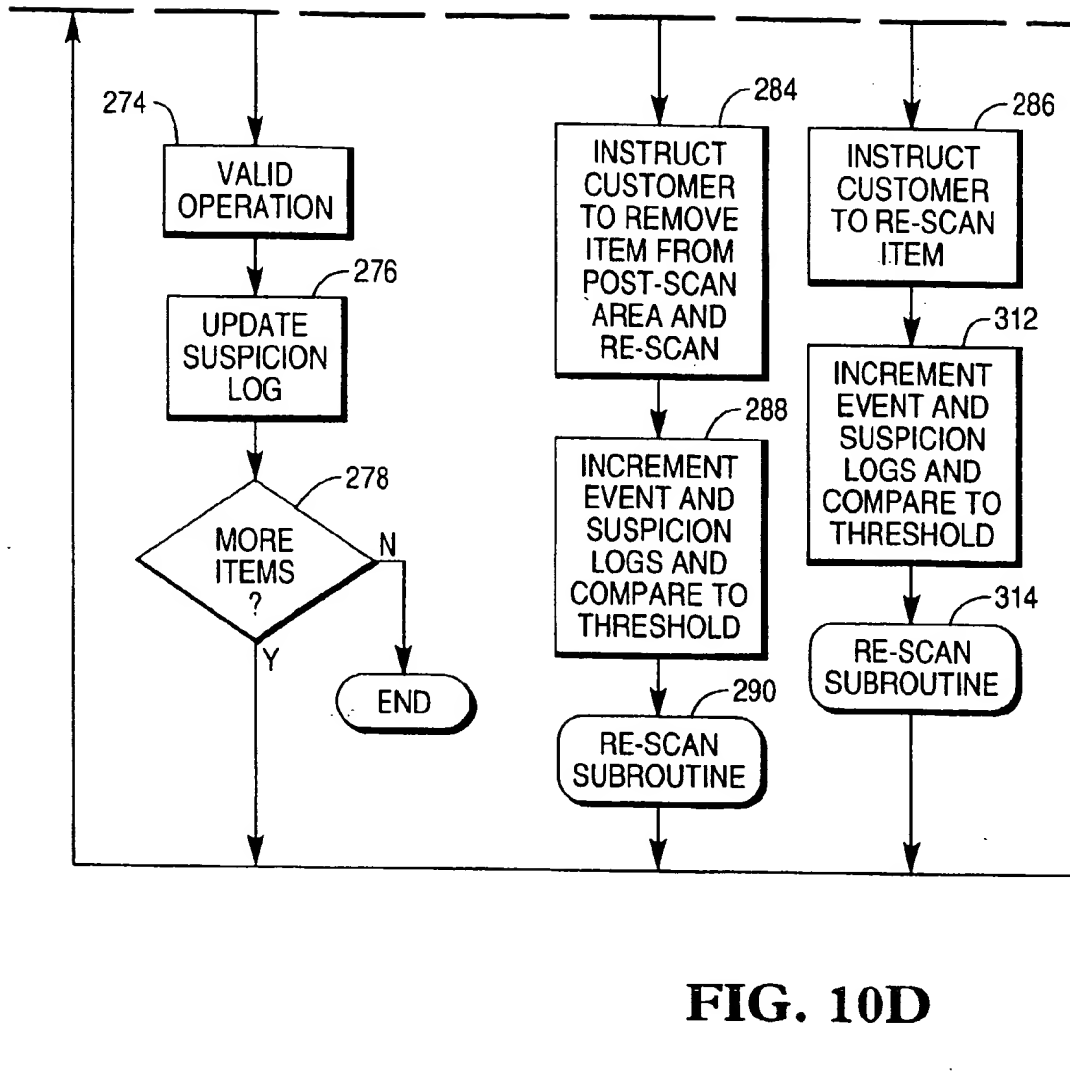 274
VALID
OPERATION
276
UPDATE
SUSPICION
LOG
278
MORE
ITEMS
?
N
Y
END
284
INSTRUCT
CUSTOMER
TO REMOVE
ITEM FROM
POST-SCAN
AREA AND
RE-SCAN
288
INCREMENT
EVENT AND
SUSPICION
LOGS AND
COMPARE TO
THRESHOLD
290
RE-SCAN
SUBROUTINE
286
INSTRUCT
CUSTOMER
TO RE-SCAN
ITEM
312
INCREMENT
EVENT AND
SUSPICION
LOGS AND
COMPARE TO
THRESHOLD
314
RE-SCAN
SUBROUTINE
FIG. 10D